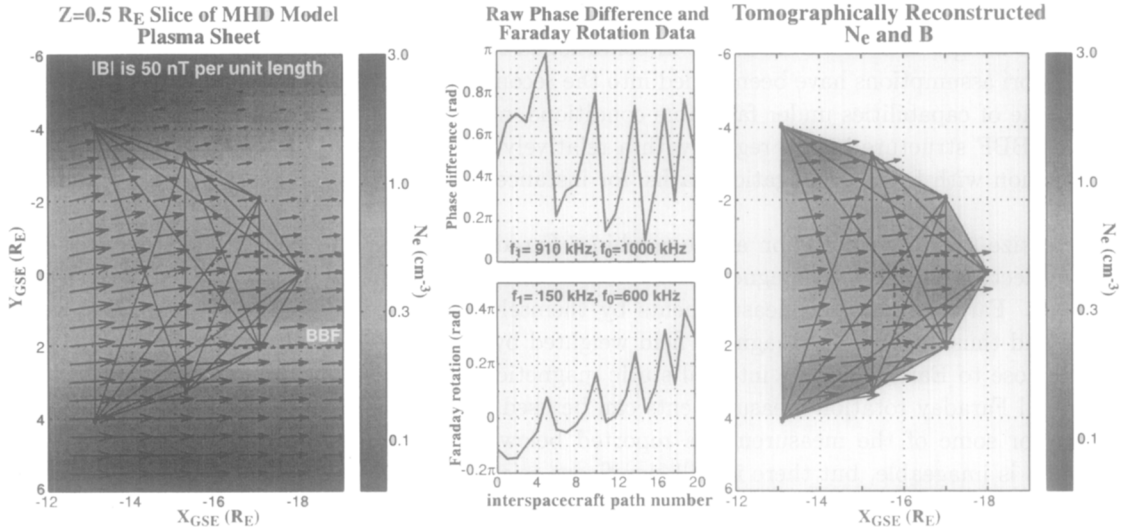 Z=0.5 R_E Slice of MHD Model
Plasma Sheet
|B| is 50 nT per unit length
-6
-4
-2
0
2
4
6
Y_GSE (R_E)
BBF
-12
-14
-16
-18
X_GSE (R_E)
3.0
1.0
0.3
0.1
N_e (cm^-3)
Raw Phase Difference and
Faraday Rotation Data
π
0.8π
0.6π
0.4π
0.2π
0
Phase difference (rad)
f_1= 910 kHz, f_0=1000 kHz
f_1= 150 kHz, f_0=600 kHz
0.4π
0.2π
0
-0.2π
Faraday rotation (rad)
0
4
8
12
16
20
interspacecraft path number
Tomographically Reconstructed
N_e and B
-6
-4
-2
0
2
4
6
-12
-14
-16
-18
X_GSE (R_E)
3.0
1.0
0.3
0.1
N_e (cm^-3)